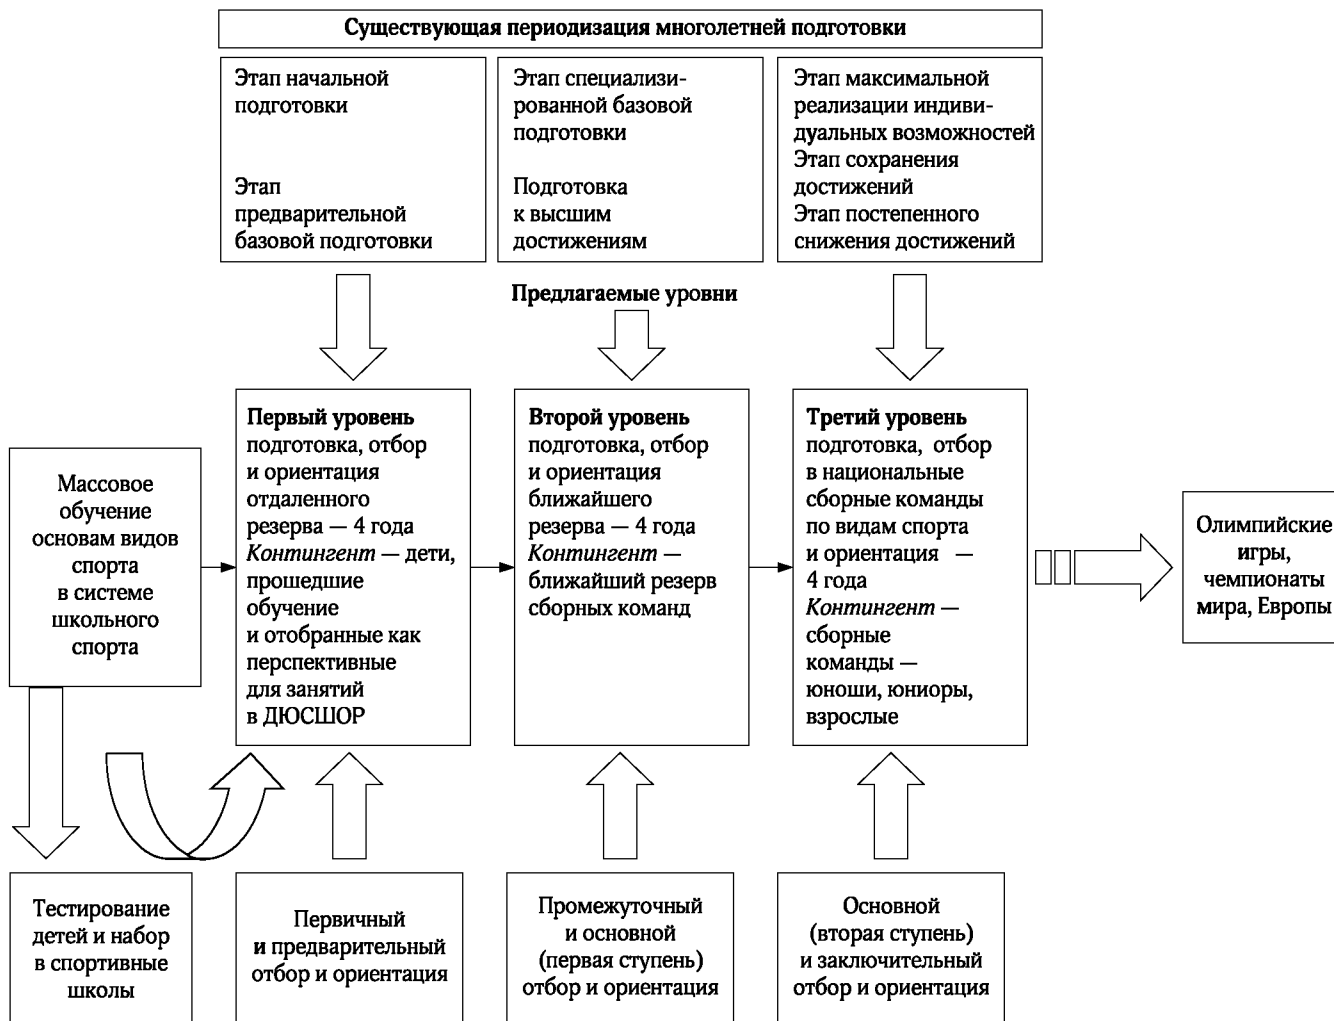 Существующая периодизация многолетней подготовки
Этап начальной
подготовки
Этап
предварительной
базовой подготовки
Этап специализи-
рованной базовой
подготовки
Подготовка
к высшим
достижениям
Этап максимальной
реализации индиви-
дуальных возможностей
Этап сохранения
достижений
Этап постепенного
снижения достижений
Предлагаемые уровни
Массовое
обучение
основам видов
спорта
в системе
школьного
спорта
Первый уровень
подготовка, отбор
и ориентация
отдаленного
резерва — 4 года
Контингент — дети,
прошедшие
обучение
и отобранные как
перспективные
для занятий
в ДЮСШОР
Второй уровень
подготовка, отбор
и ориентация
ближайшего
резерва — 4 года
Контингент —
ближайший резерв
сборных команд
Третий уровень
подготовка, отбор
в национальные
сборные команды
по видам спорта
и ориентация —
4 года
Контингент —
сборные
команды —
юноши, юниоры,
взрослые
Олимпийские
игры,
чемпионаты
мира, Европы
Тестирование
детей и набор
в спортивные
школы
Первичный
и предварительный
отбор и ориентация
Промежуточный
и основной
(первая ступень)
отбор и ориентация
Основной
(вторая ступень)
и заключительный
отбор и ориентация